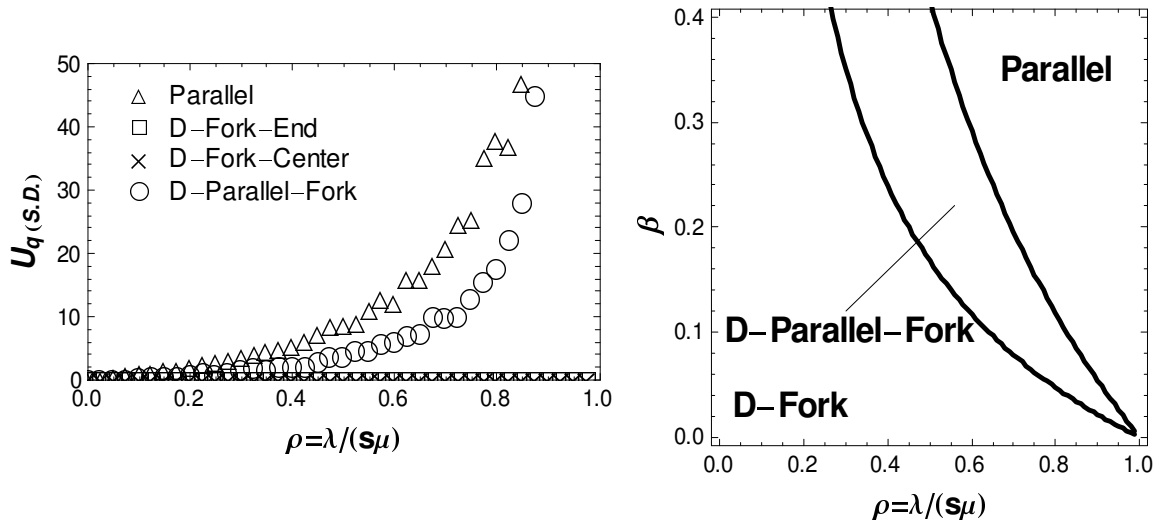 50
40
30
20
10
0
U_q (S.D.)
Parallel
D-Fork-End
D-Fork-Center
D-Parallel-Fork
0.0 0.2 0.4 0.6 0.8 1.0
ρ=λ/(sμ)
0.4
0.3
0.2
0.1
0.0
β
Parallel
D-Parallel-Fork
D-Fork
0.0 0.2 0.4 0.6 0.8 1.0
ρ=λ/(sμ)